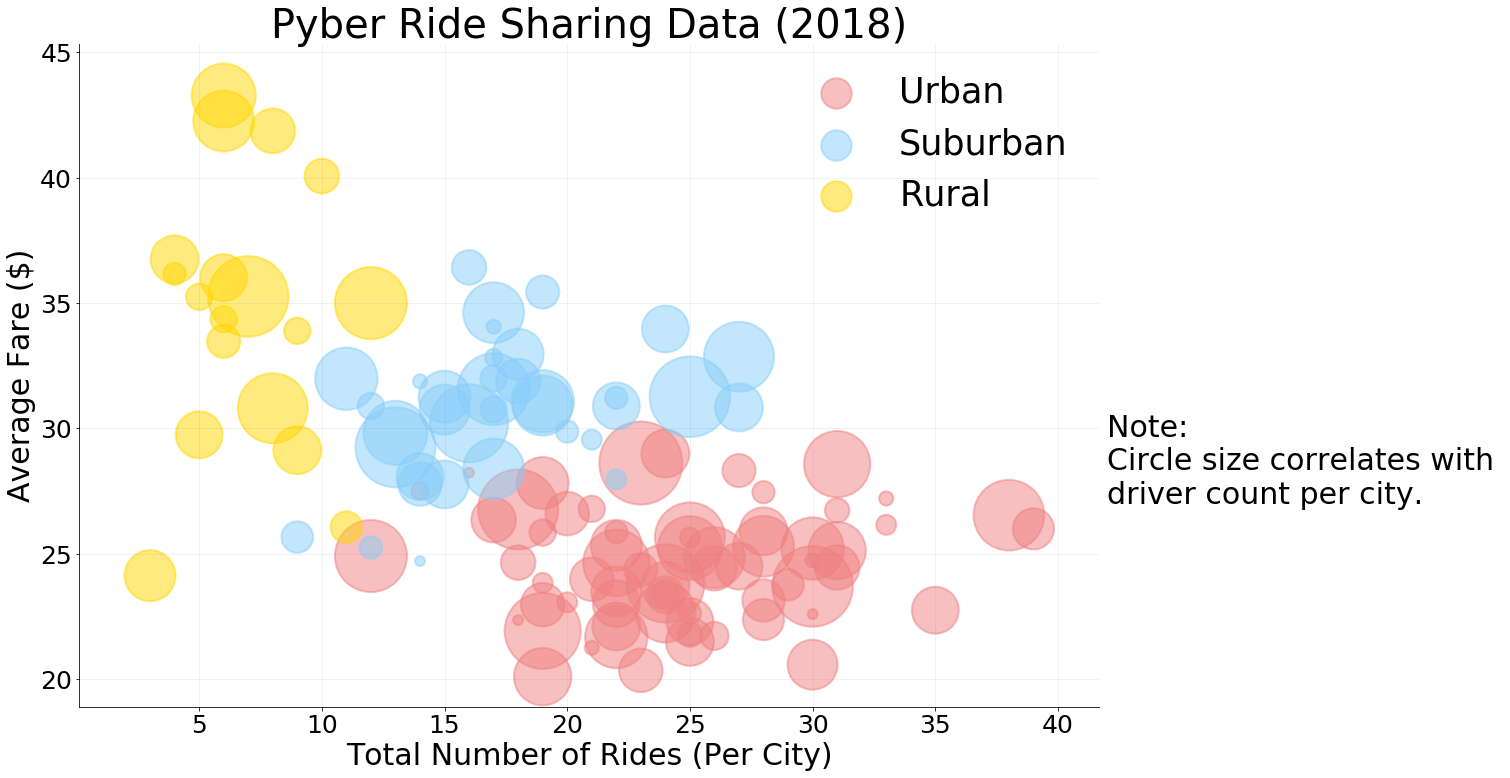 Pyber Ride Sharing Data (2018)
Urban
Suburban
Rural
Average Fare ($)
45
40
35
30
25
20
5 10 15 20 25 30 35 40
Total Number of Rides (Per City)
Note:
Circle size correlates with
driver count per city.